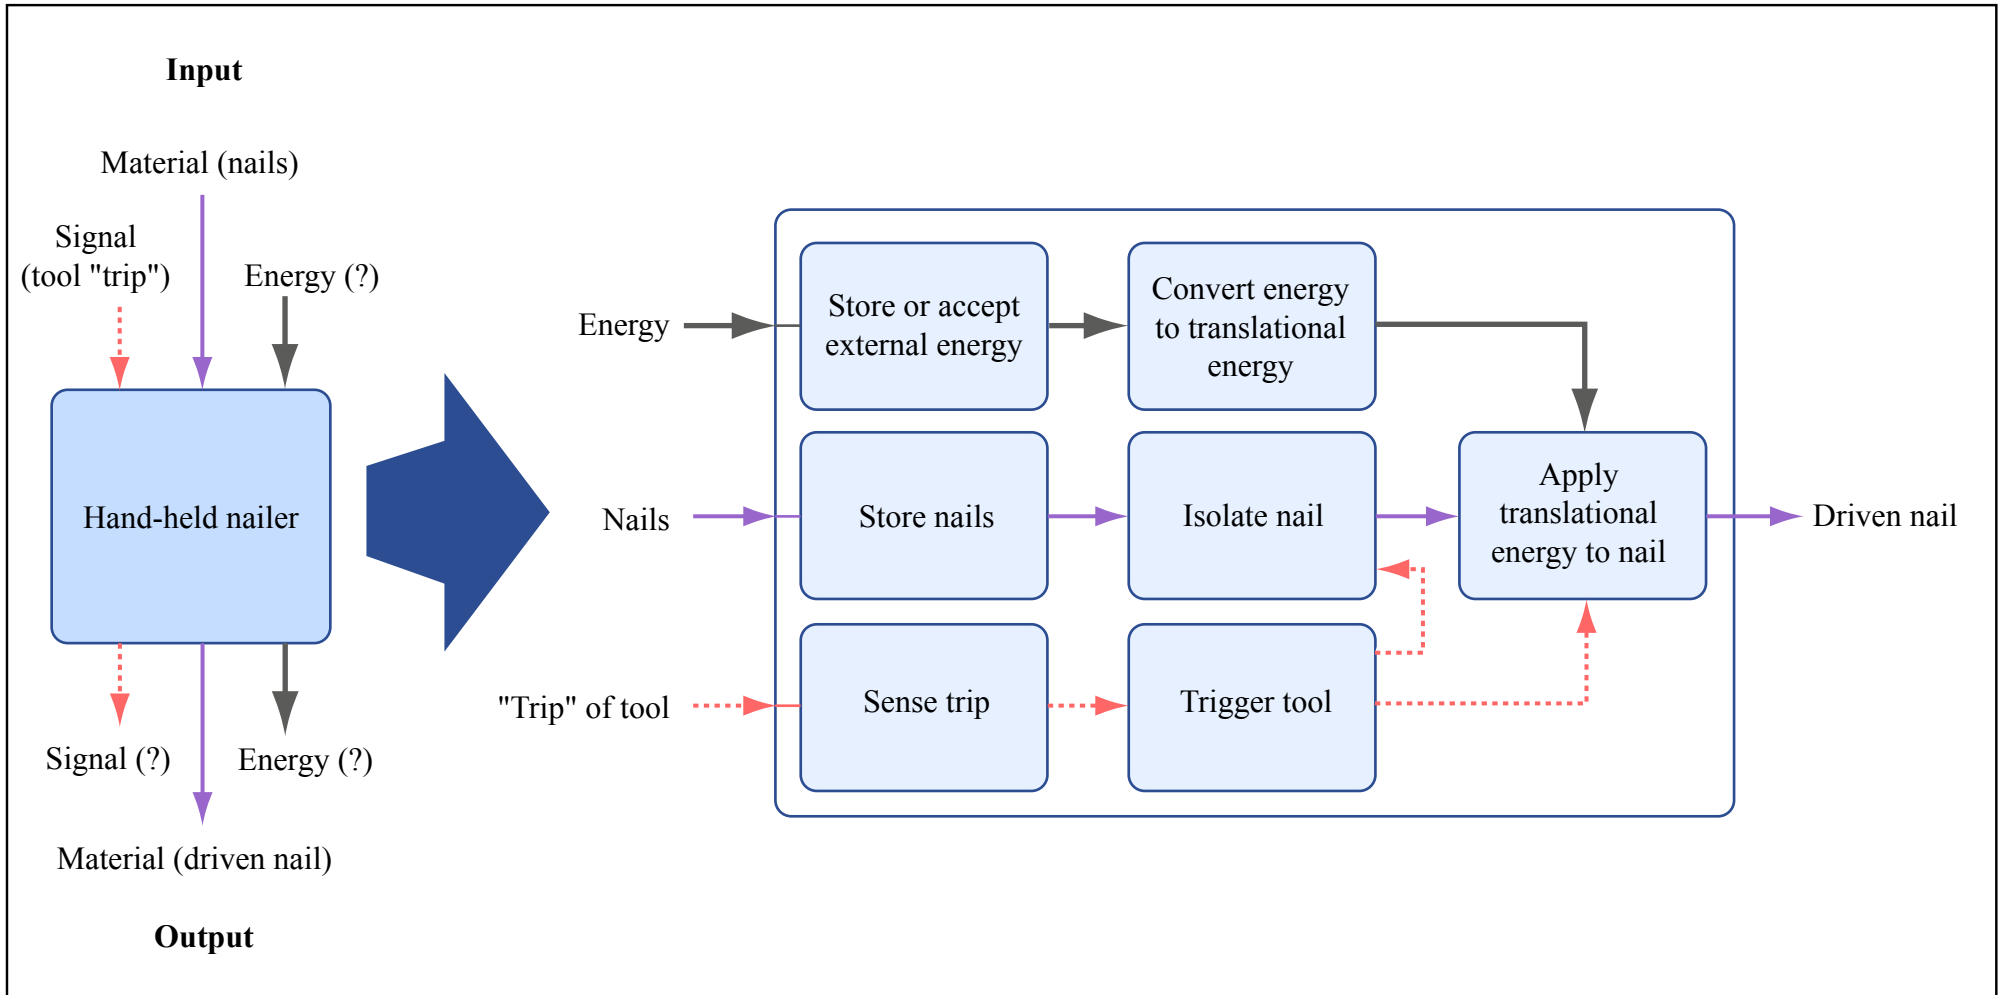 Input
Material (nails)
Signal
(tool "trip")
Energy (?)
Hand-held nailer
Signal (?)
Energy (?)
Material (driven nail)
Output
Energy
Store or accept
external energy
Convert energy
to translational
energy
Nails
Store nails
Isolate nail
Apply
translational
energy to nail
Driven nail
"Trip" of tool
Sense trip
Trigger tool